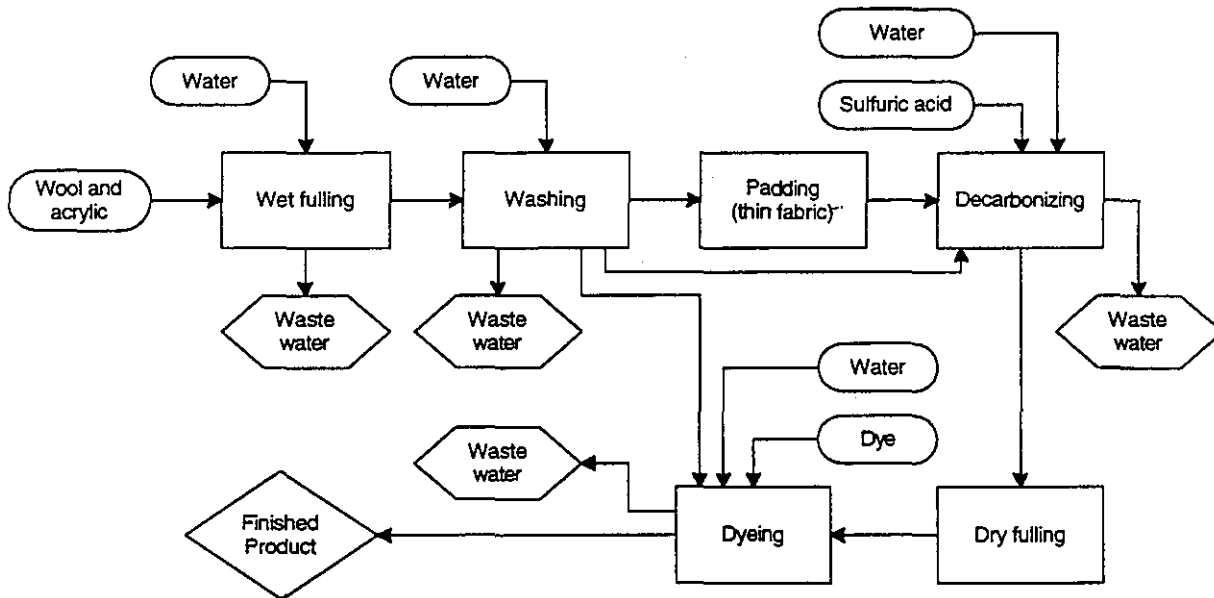 Water
Water
Water
Sulfuric acid
Wool and
acrylic
Wet fulling
Washing
Padding
(thin fabric)
Decarbonizing
Waste
water
Waste
water
Waste
water
Water
Dye
Waste
water
Finished
Product
Dyeing
Dry fulling